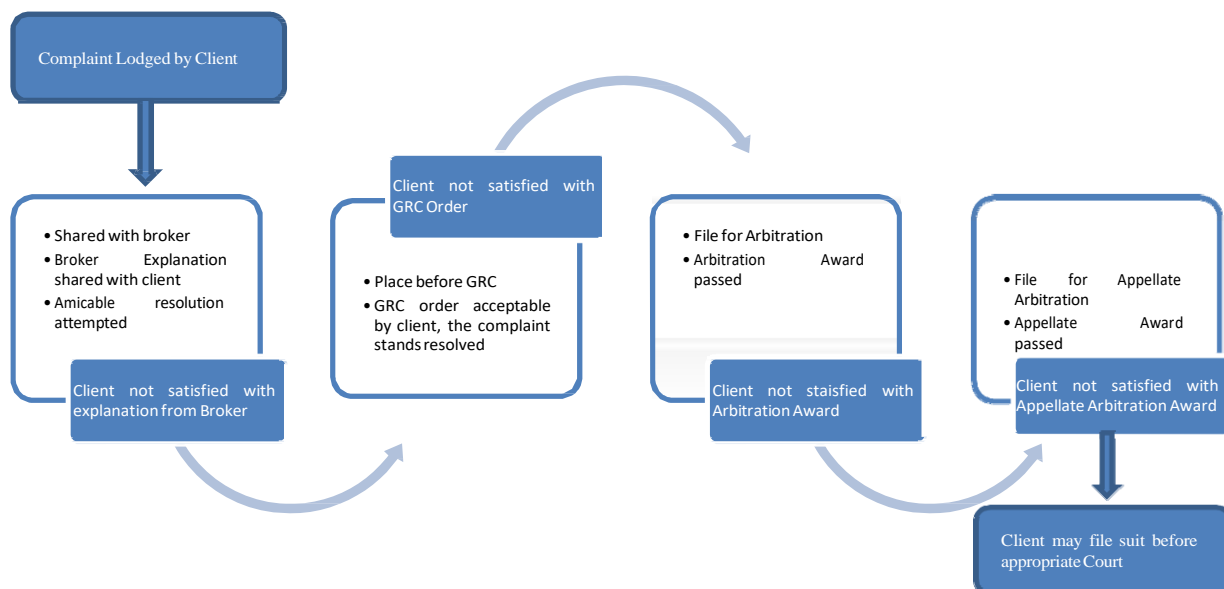 Complaint Lodged by Client
• Shared with broker
• Broker Explanation
shared with client
• Amicable resolution
attempted
Client not satisfied with
explanation from Broker
Client not satisfied with
GRC Order
• Place before GRC
• GRC order acceptable
by client, the complaint
stands resolved
• File for Arbitration
• Arbitration Award
passed
Client not staisfied with
Arbitration Award
• File for Appellate
Arbitration
• Appellate Award
passed
Client not satisfied with
Appellate Arbitration Award
Client may file suit before
appropriate Court